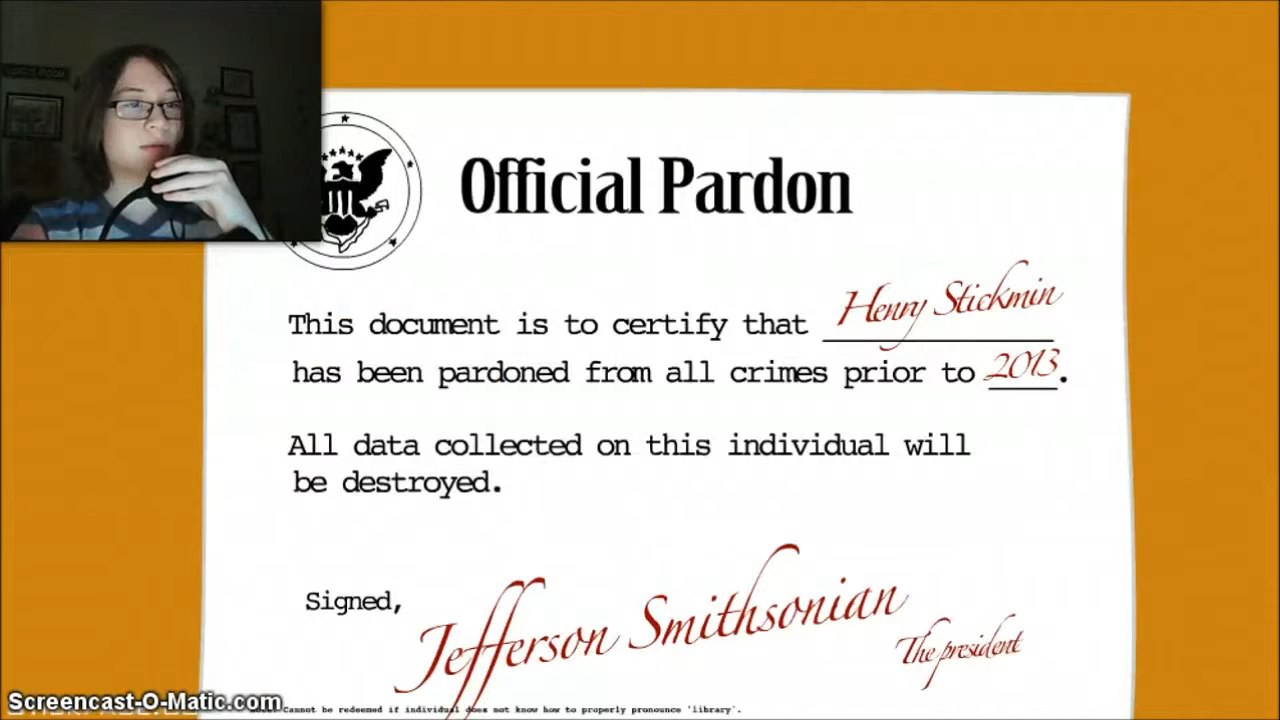 Official Pardon
This document is to certify that Henry Stickmin
has been pardoned from all crimes prior to 2013.
All data collected on this individual will
be destroyed.
Signed,
Jefferson Smithsonian
The president
Cannot be redeemed if individual does not know how to properly pronounce 'library'.
Screencast-O-Matic.com